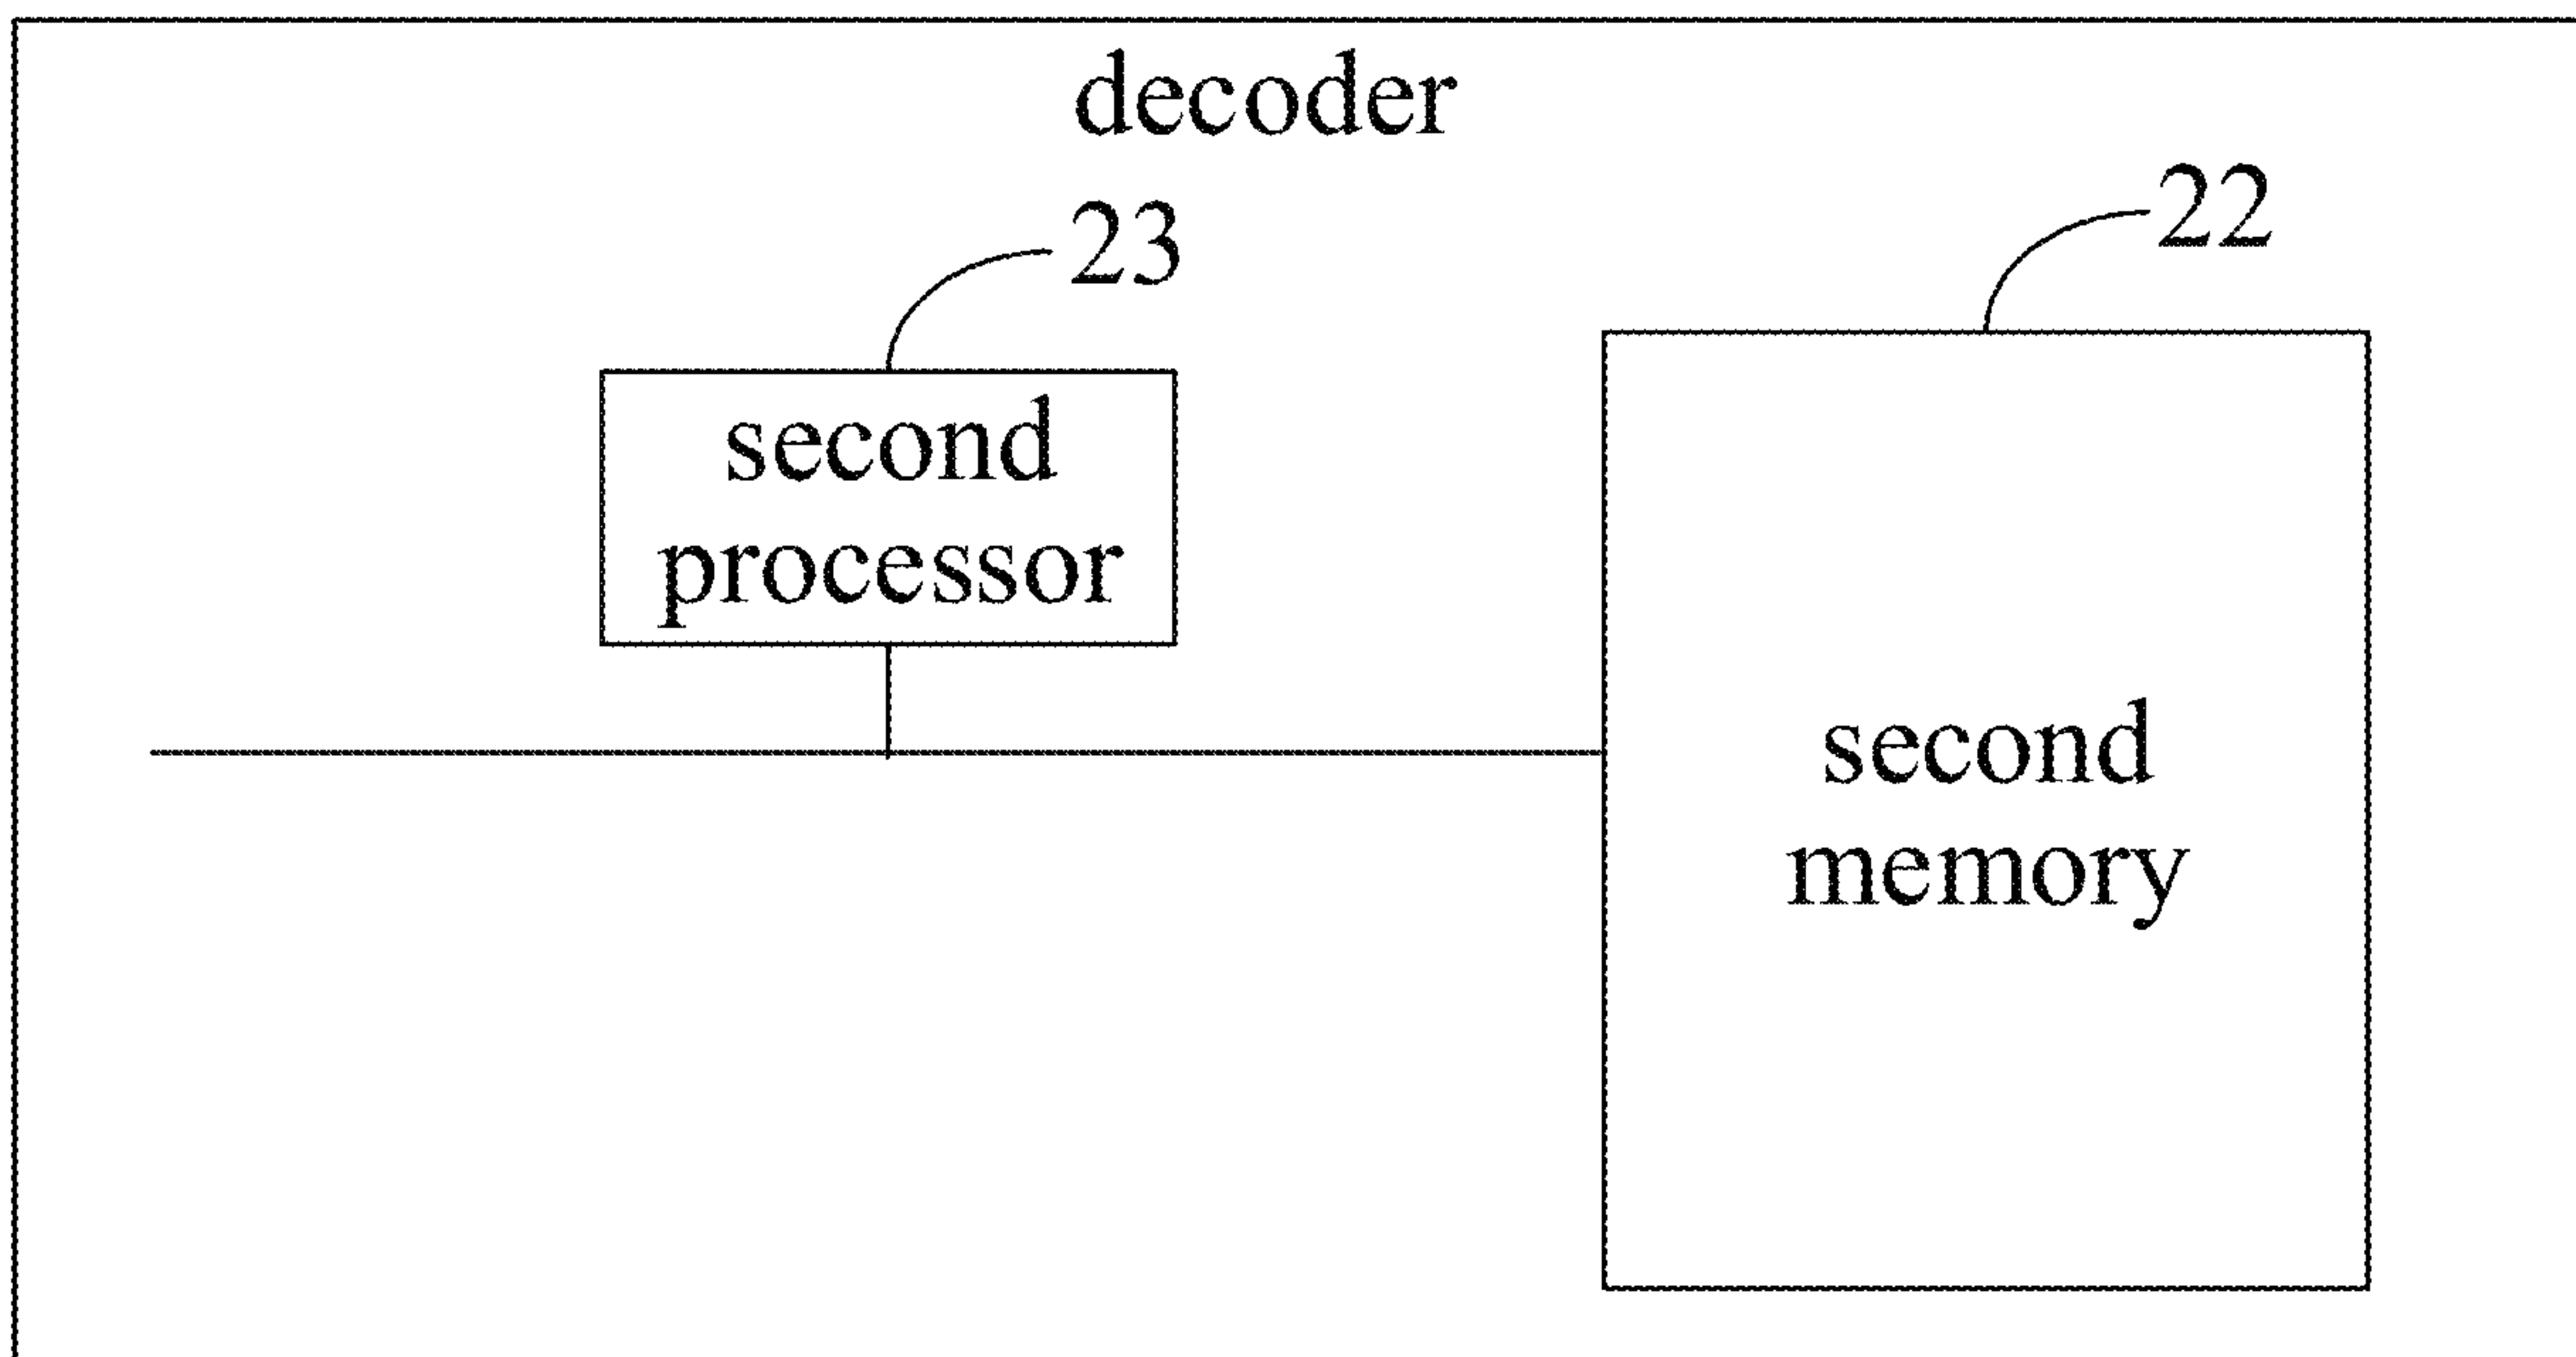 decoder
23
22
second
processor
second
memory